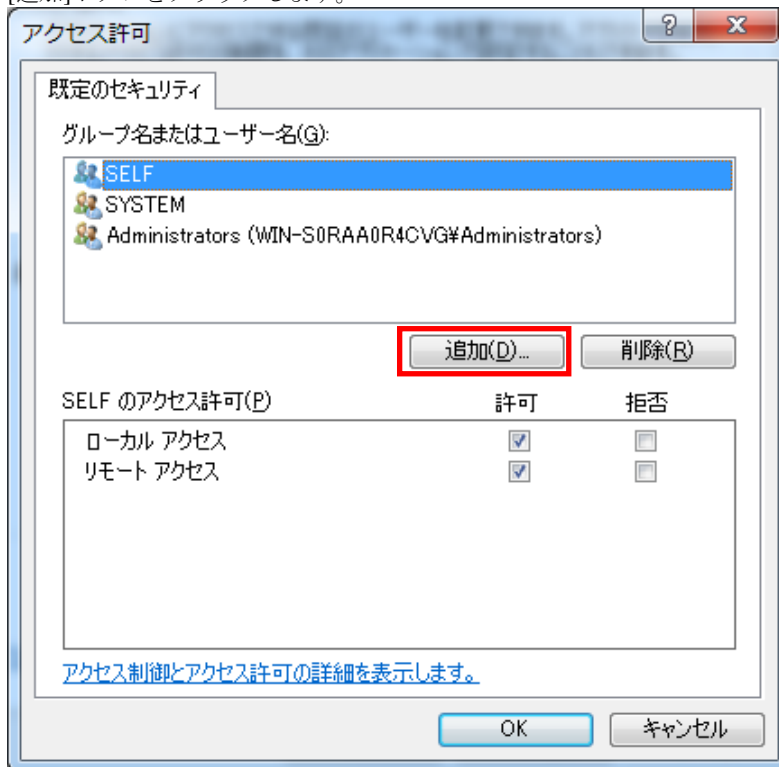 アクセス許可
既定のセキュリティ
グループ名またはユーザー名(G):
SELF
SYSTEM
Administrators (WIN-S0RAA0R4CVG¥Administrators)
追加(D)... 削除(R)
SELF のアクセス許可(P) 許可 拒否
ローカル アクセス
リモート アクセス
アクセス制御とアクセス許可の詳細を表示します。
OK キャンセル